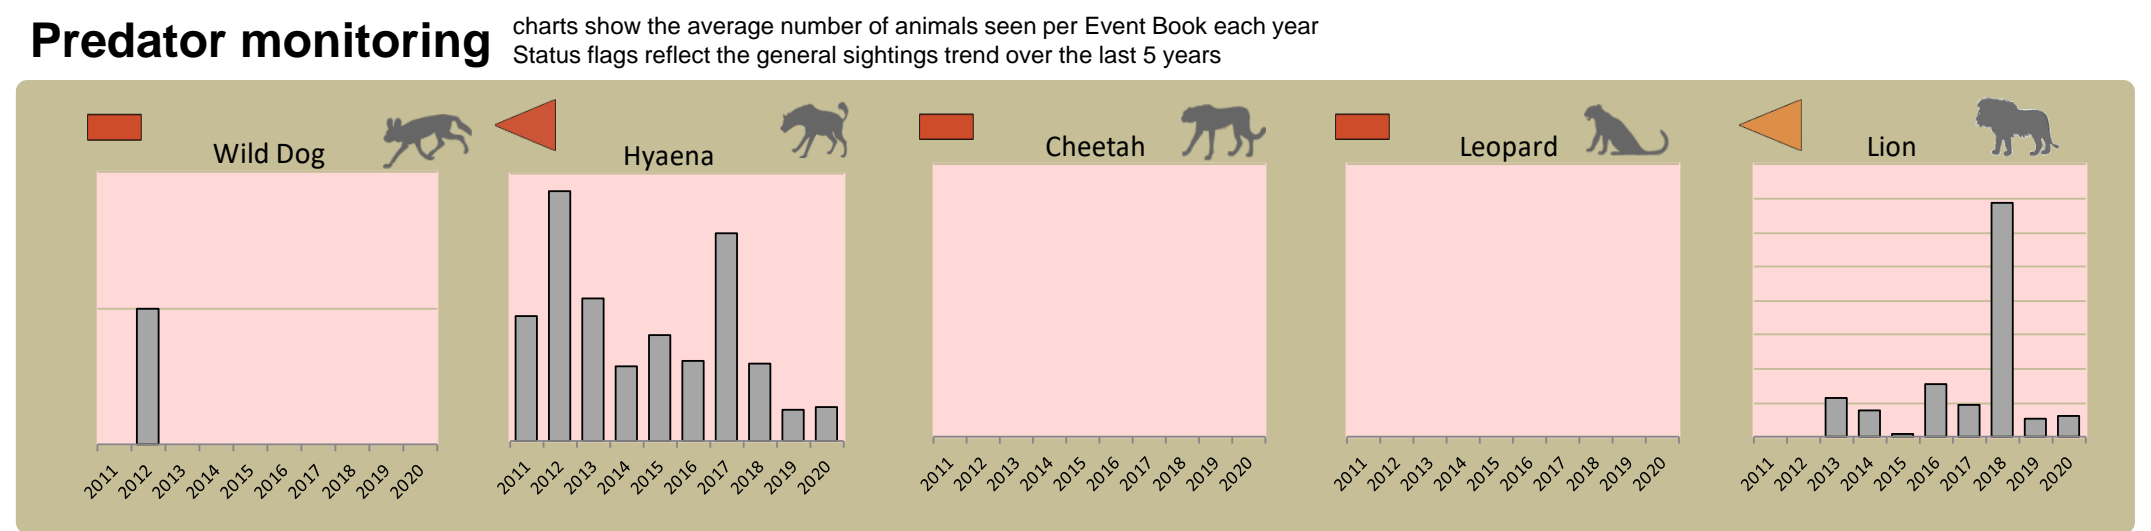 Predator monitoring
charts show the average number of animals seen per Event Book each year
Status flags reflect the general sightings trend over the last 5 years
Wild Dog
2011 2012 2013 2014 2015 2016 2017 2018 2019 2020
Hyaena
2011 2012 2013 2014 2015 2016 2017 2018 2019 2020
Cheetah
2011 2012 2013 2014 2015 2016 2017 2018 2019 2020
Leopard
2011 2012 2013 2014 2015 2016 2017 2018 2019 2020
Lion
2011 2012 2013 2014 2015 2016 2017 2018 2019 2020